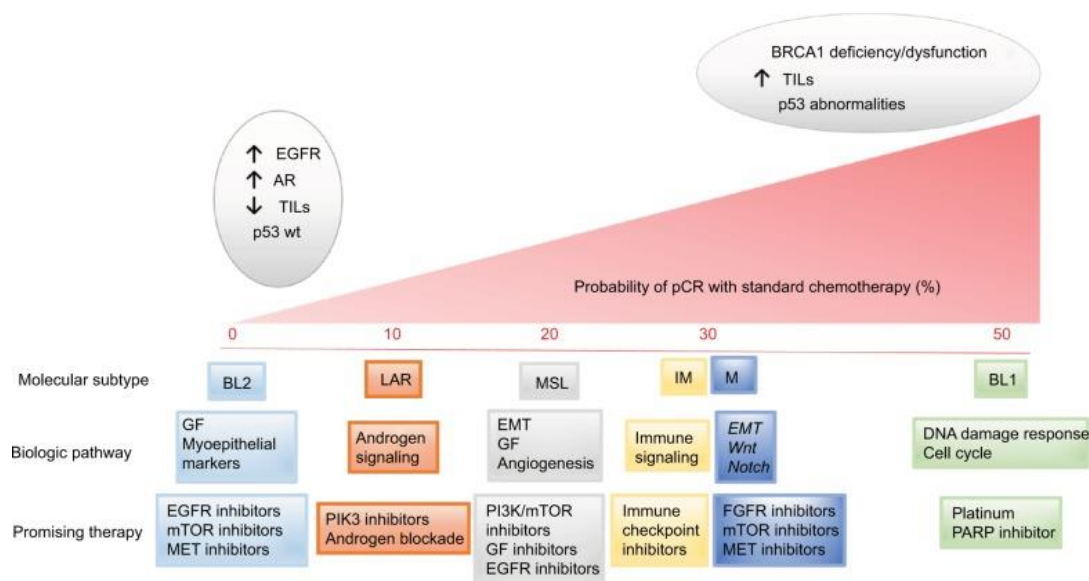 BRCA1 deficiency/dysfunction
↑ TILs
p53 abnormalities
↑ EGFR
↑ AR
↓ TILs
p53 wt
Probability of pCR with standard chemotherapy (%)
0 10 20 30 50
Molecular subtype
BL2
LAR
MSL
IM
M
BL1
Biologic pathway
GF
Myoepithelial
markers
Androgen
signaling
EMT
GF
Angiogenesis
Immune
signaling
EMT
Wnt
Notch
DNA damage response
Cell cycle
Promising therapy
EGFR inhibitors
mTOR inhibitors
MET inhibitors
PIK3 inhibitors
Androgen blockade
PI3K/mTOR
inhibitors
GF inhibitors
EGFR inhibitors
Immune
checkpoint
inhibitors
FGFR inhibitors
mTOR inhibitors
MET inhibitors
Platinum
PARP inhibitor